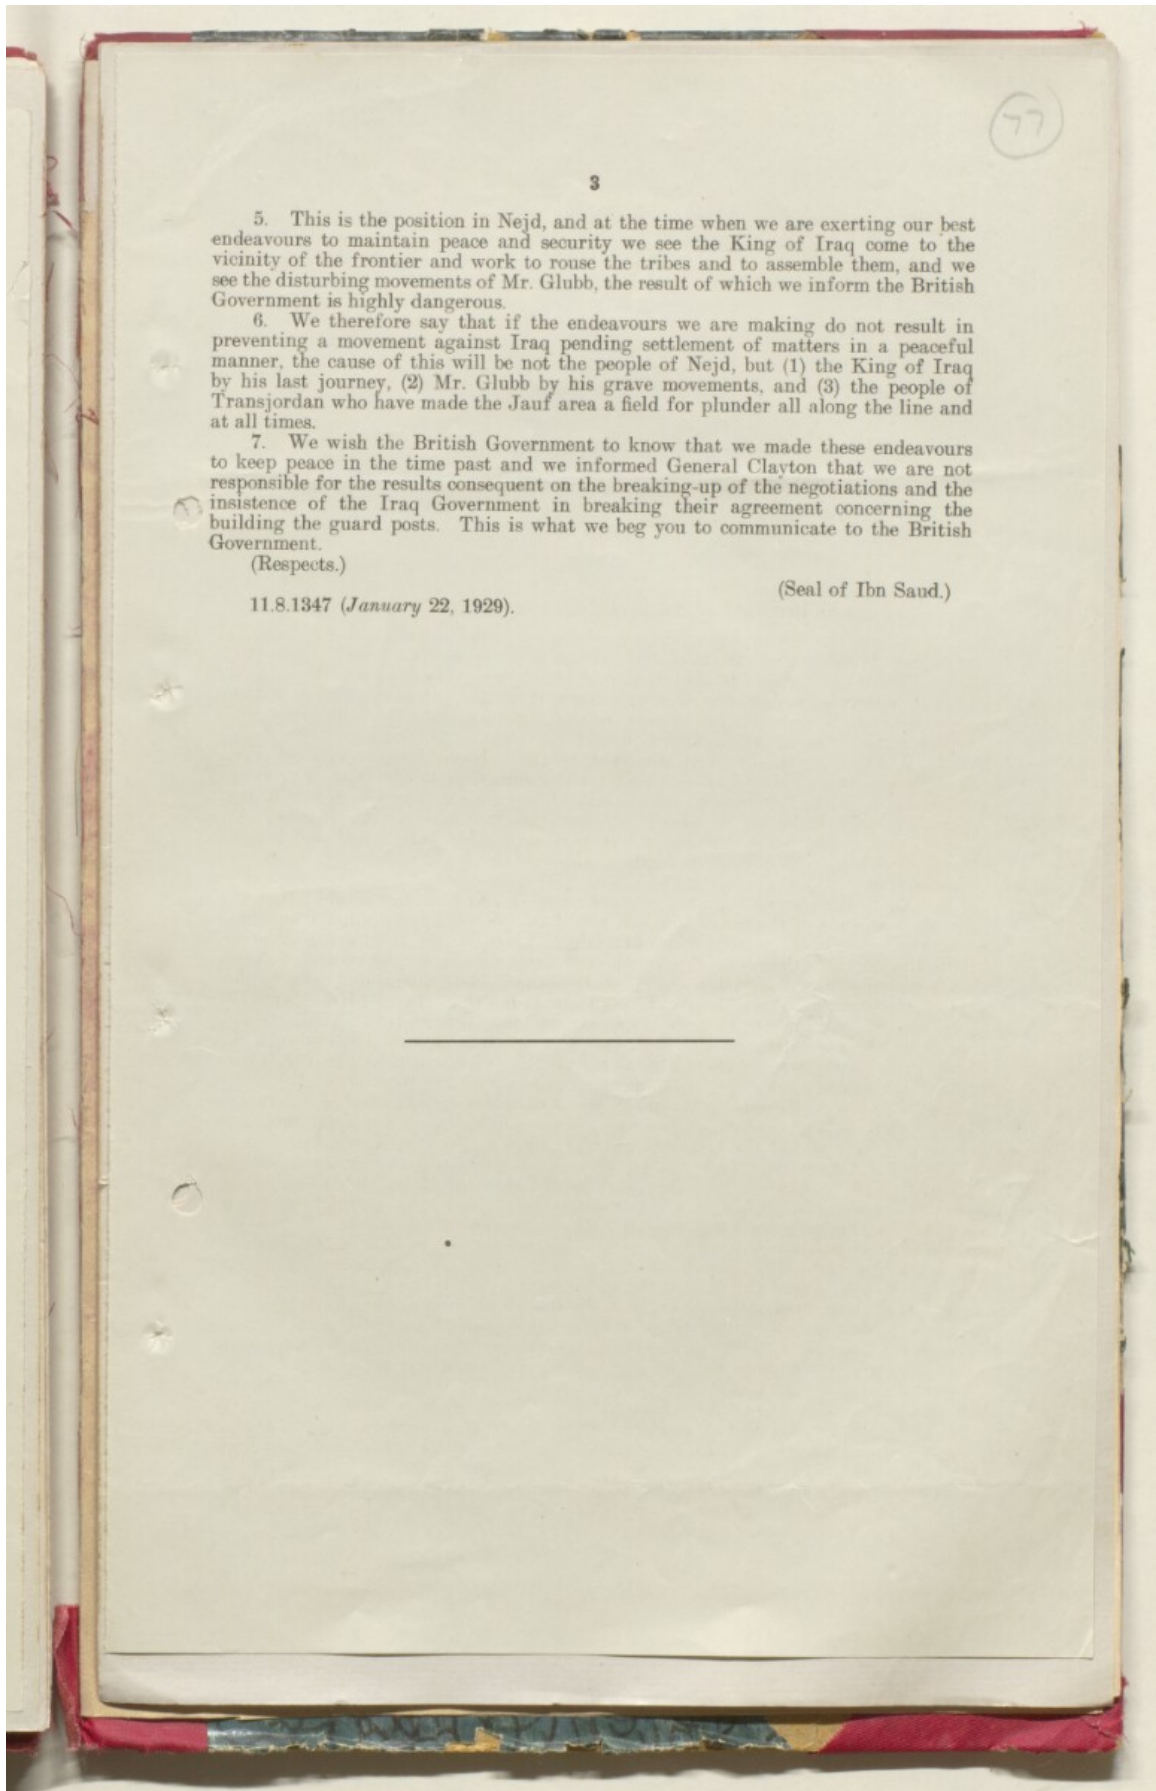 77
3
5. This is the position in Nejd, and at the time when we are exerting our best
endeavours to maintain peace and security we see the King of Iraq come to the
vicinity of the frontier and work to rouse the tribes and to assemble them, and we
see the disturbing movements of Mr. Glubb, the result of which we inform the British
Government is highly dangerous.
6. We therefore say that if the endeavours we are making do not result in
preventing a movement against Iraq pending settlement of matters in a peaceful
manner, the cause of this will be not the people of Nejd, but (1) the King of Iraq
by his last journey, (2) Mr. Glubb by his grave movements, and (3) the people of
Transjordan who have made the Jauf area a field for plunder all along the line and
at all times.
7. We wish the British Government to know that we made these endeavours
to keep peace in the time past and we informed General Clayton that we are not
responsible for the results consequent on the breaking-up of the negotiations and the
insistence of the Iraq Government in breaking their agreement concerning the
building the guard posts. This is what we beg you to communicate to the British
Government.
(Respects.)
(Seal of Ibn Saud.)
11.8.1347 (January 22, 1929).